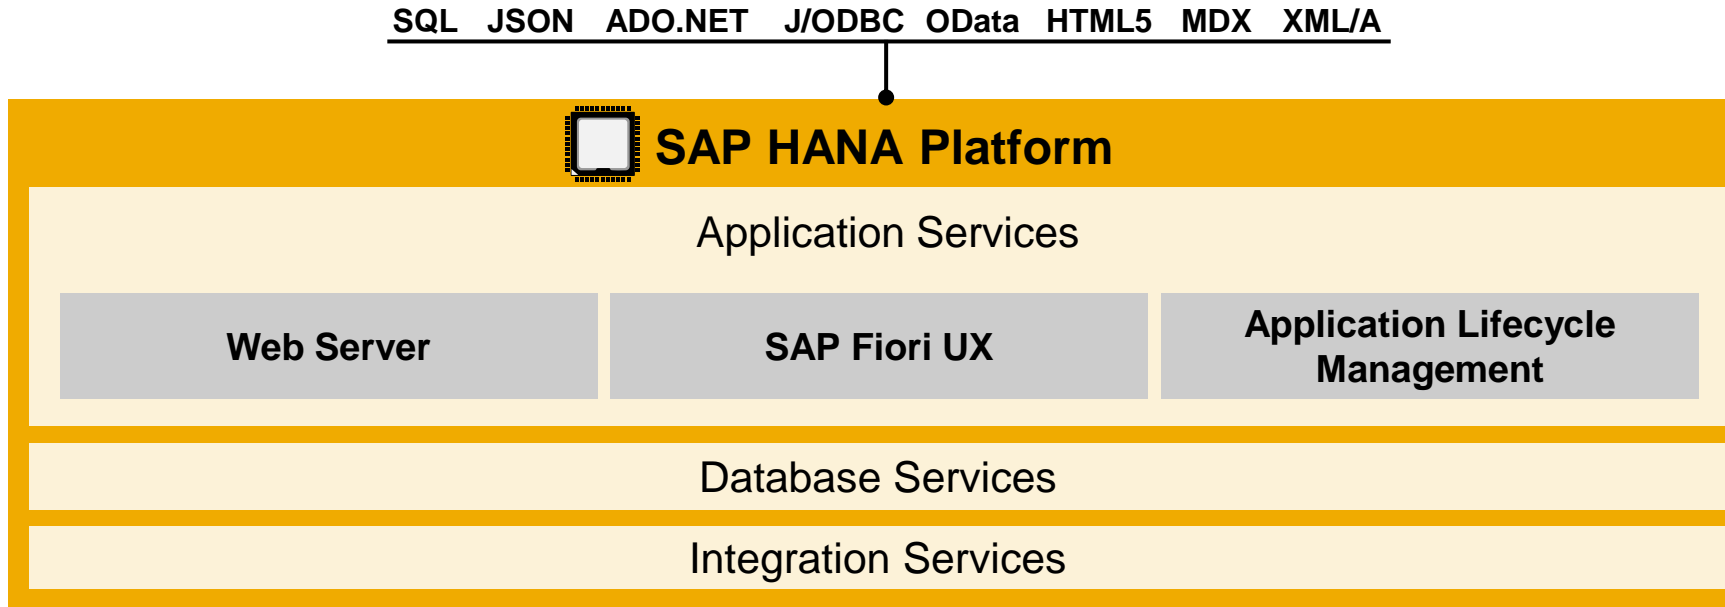 SQL JSON ADO.NET J/ODBC OData HTML5 MDX XML/A
SAP HANA Platform
Application Services
Web Server
SAP Fiori UX
Application Lifecycle
Management
Database Services
Integration Services